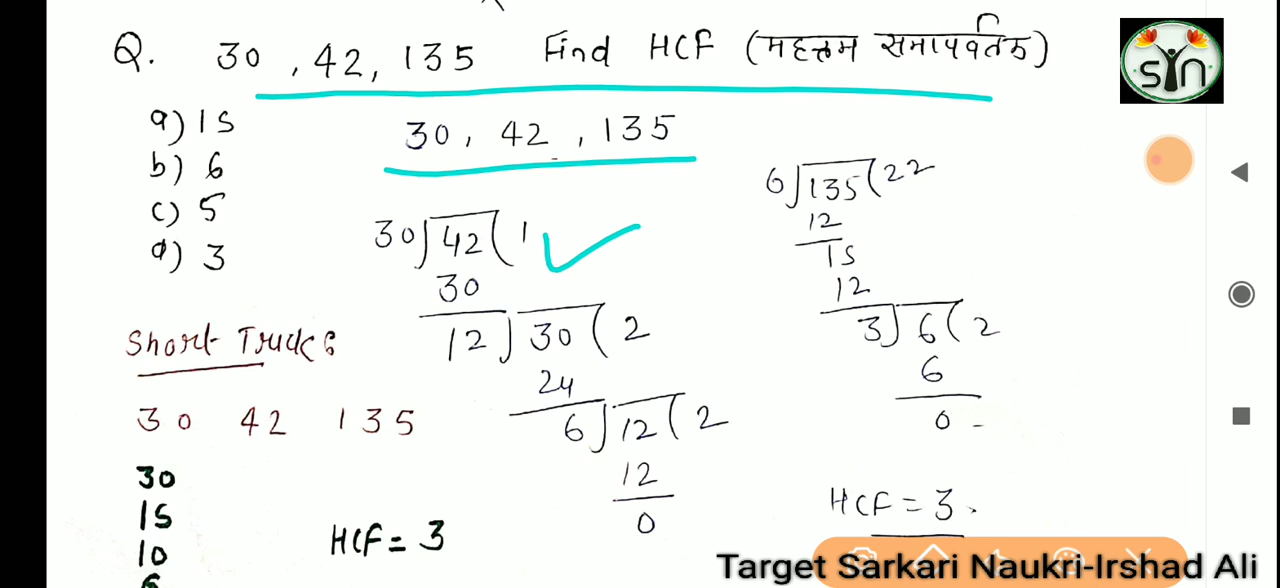 Q. 30 , 42, 135 Find HCF (महत्तम समापवर्तक)
a) 15
b) 6
c) 5
d) 3
30, 42 , 135
30) 42 ( 1
30
12 ) 30 ( 2
24
6 ) 12 ( 2
12
0
6) 135 ( 22
12
15
12
3) 6 ( 2
6
0
HCF = 3.
Short Truck:
30 42 135
30
15
10
6
HCF = 3
SYN
Target Sarkari Naukri-Irshad Ali